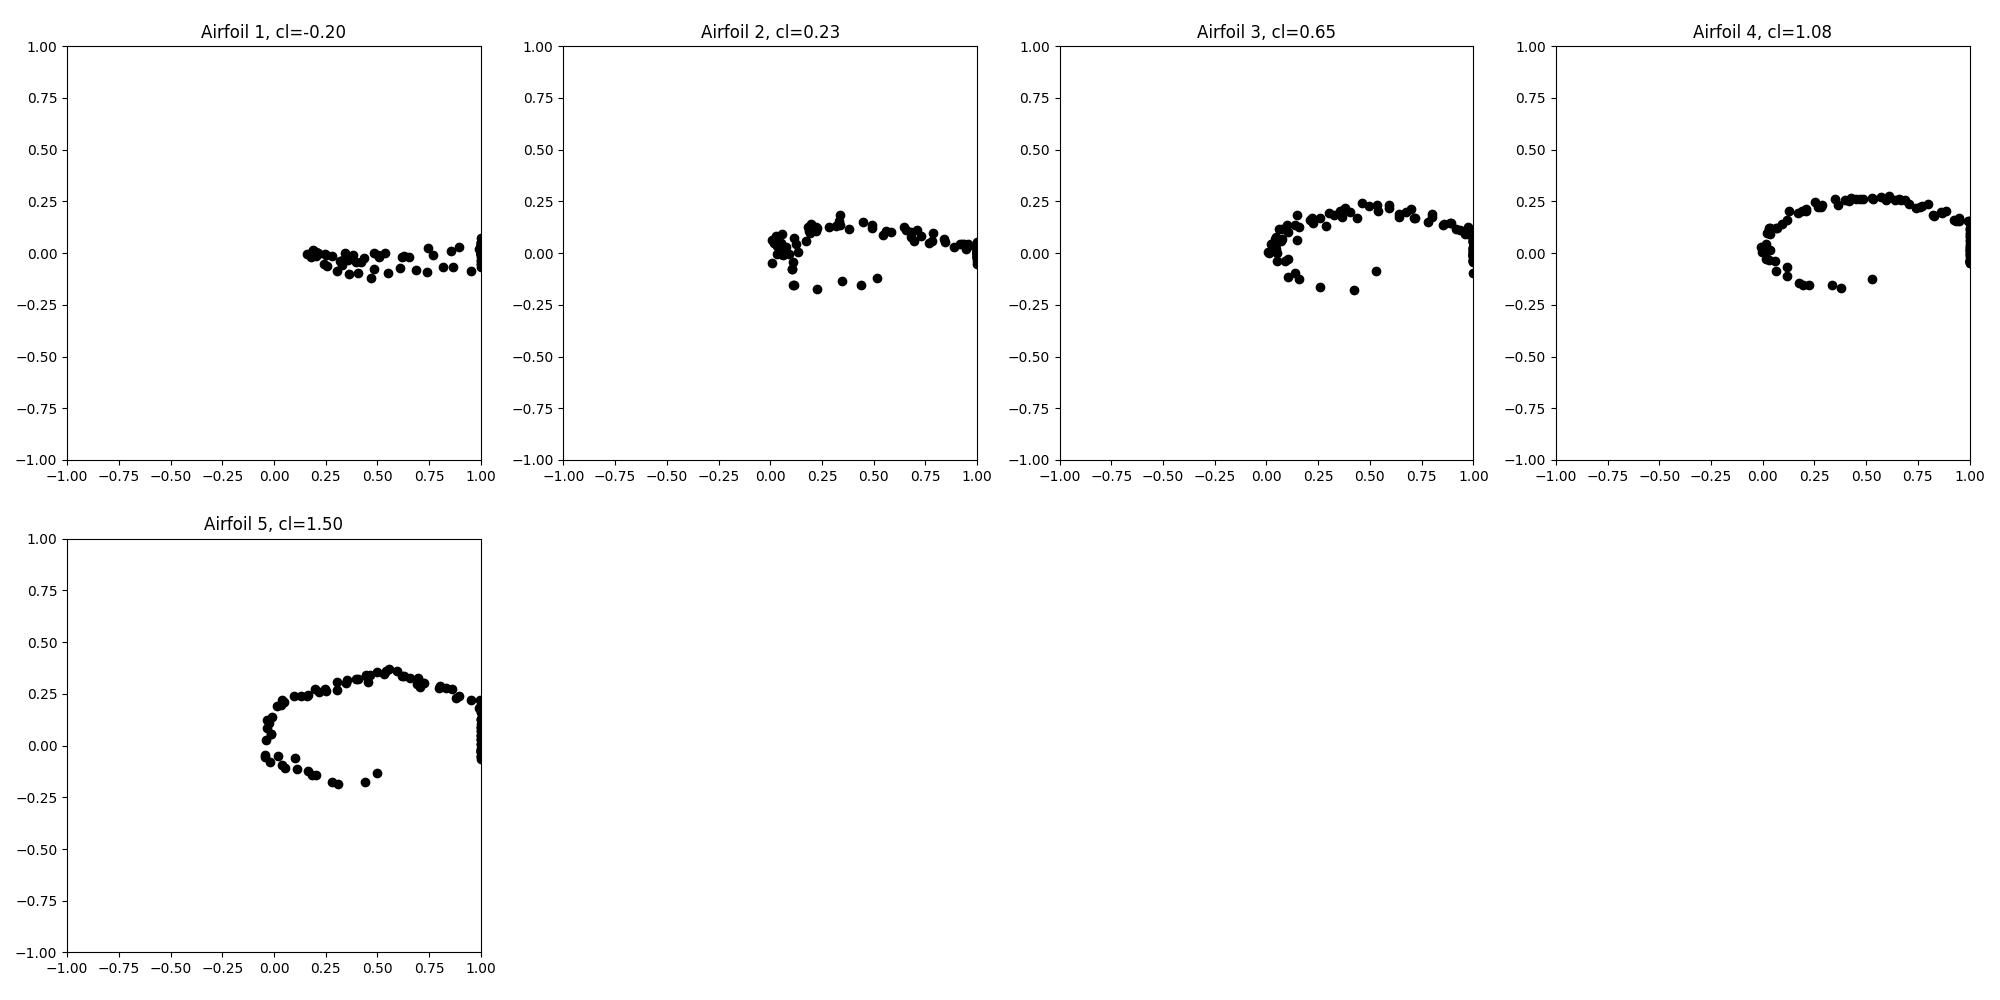 Airfoil 1, cl=-0.20
Airfoil 2, cl=0.23
Airfoil 3, cl=0.65
Airfoil 4, cl=1.08
1.00 1.00 1.00 1.00
0.75 0.75 0.75 0.75
0.50 0.50 0.50 0.50
0.25 0.25 0.25 0.25
0.00 0.00 0.00 0.00
−0.25 −0.25 −0.25 −0.25
−0.50 −0.50 −0.50 −0.50
−0.75 −0.75 −0.75 −0.75
−1.00 −1.00 −1.00 −1.00
−1.00 −0.75 −0.50 −0.25 0.00 0.25 0.50 0.75 1.00
−1.00 −0.75 −0.50 −0.25 0.00 0.25 0.50 0.75 1.00
−1.00 −0.75 −0.50 −0.25 0.00 0.25 0.50 0.75 1.00
−1.00 −0.75 −0.50 −0.25 0.00 0.25 0.50 0.75 1.00
Airfoil 5, cl=1.50
1.00
0.75
0.50
0.25
0.00
−0.25
−0.50
−0.75
−1.00
−1.00 −0.75 −0.50 −0.25 0.00 0.25 0.50 0.75 1.00